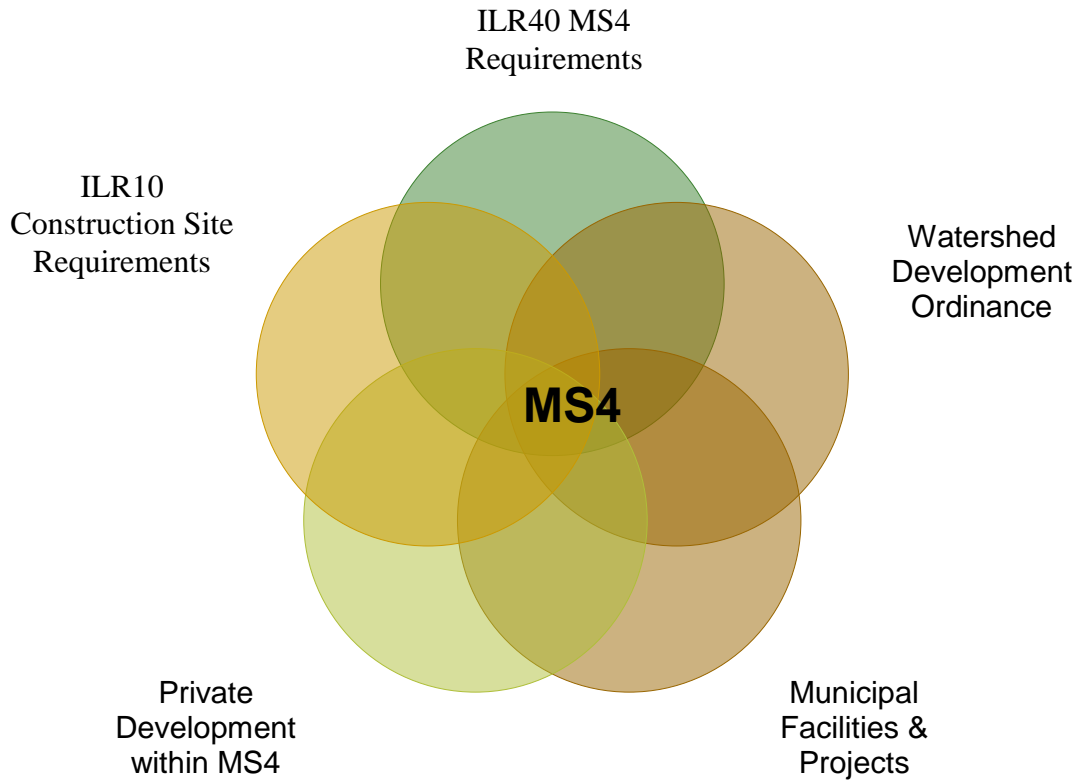 ILR40 MS4
Requirements
ILR10
Construction Site
Requirements
Watershed
Development
Ordinance
MS4
Private
Development
within MS4
Municipal
Facilities &
Projects